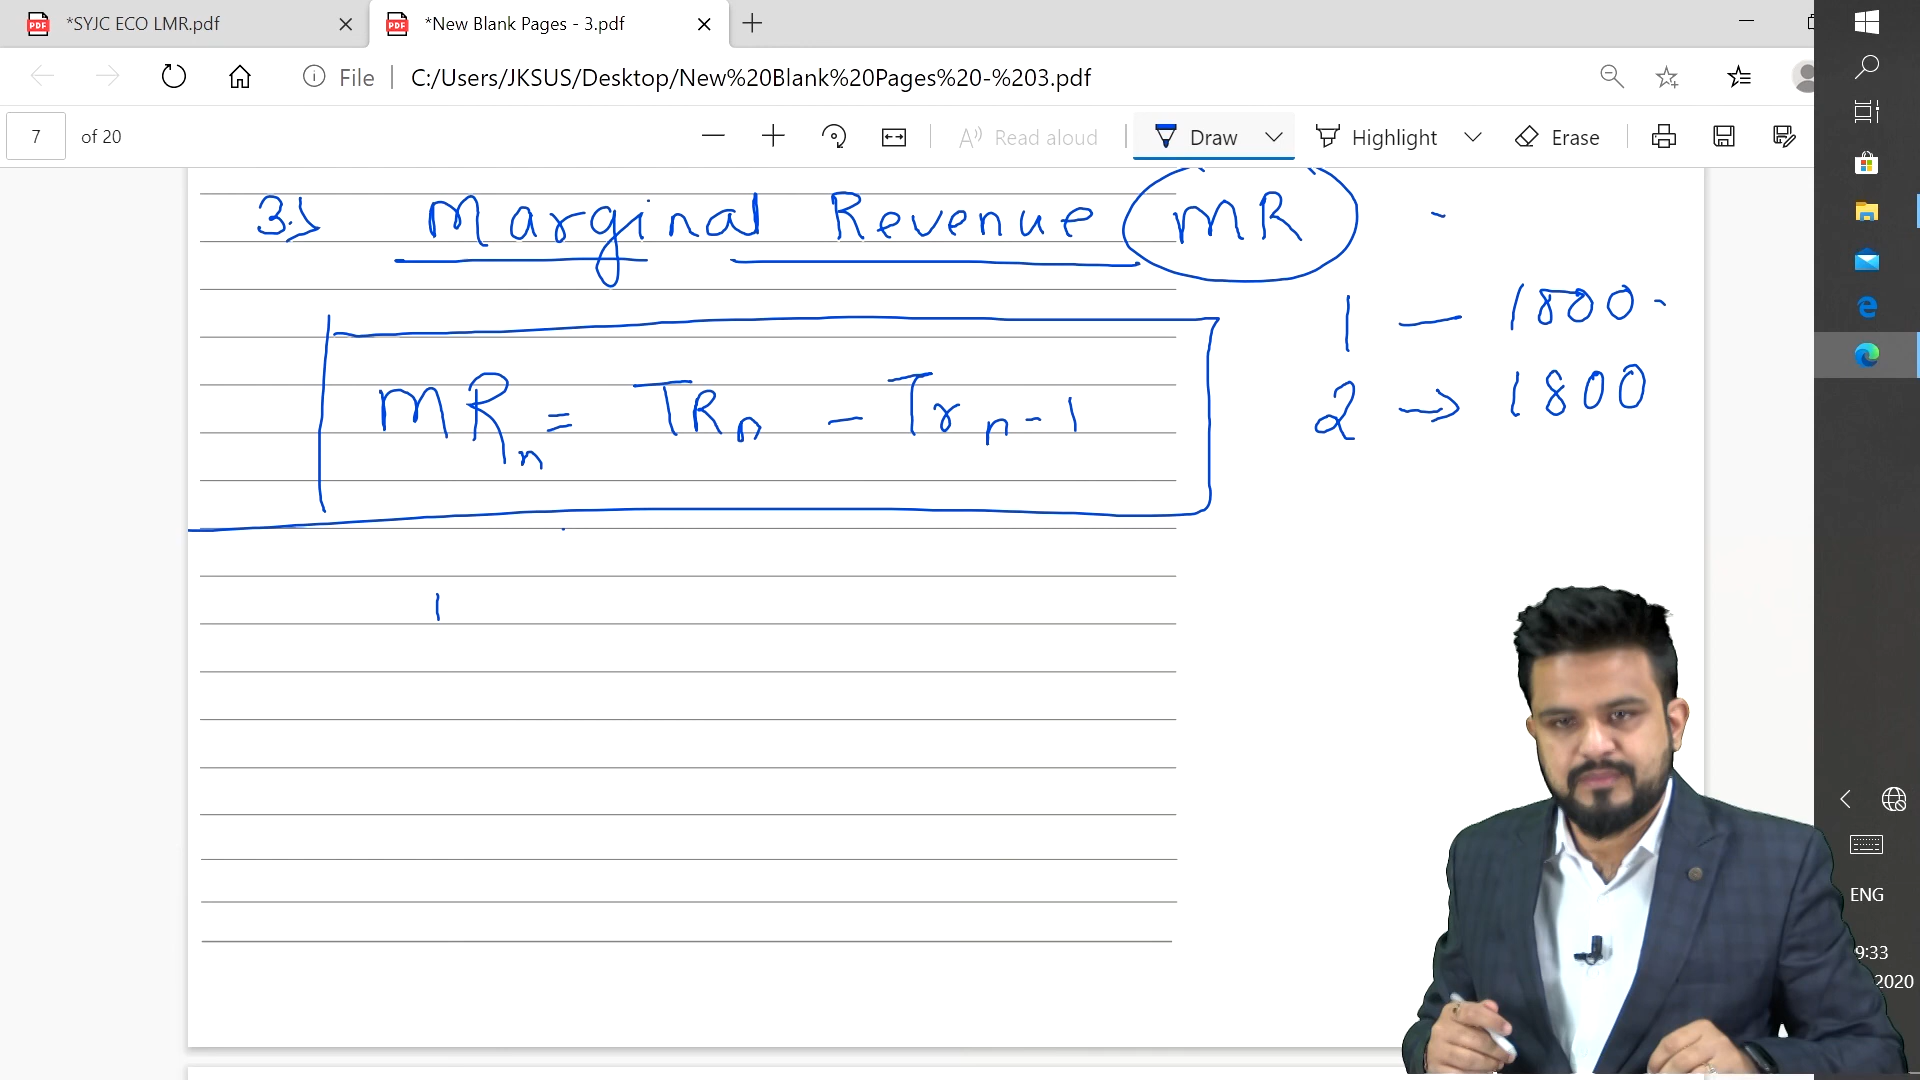 *SYJC ECO LMR.pdf
*New Blank Pages - 3.pdf
File
C:/Users/JKSUS/Desktop/New%20Blank%20Pages%20-%203.pdf
7 of 20
Read aloud
Draw
Highlight
Erase
3.) Marginal Revenue (MR) -
1 — 1800
MRn = TRn - Trn-1
2 → 1800
1
ENG
9:33
2020